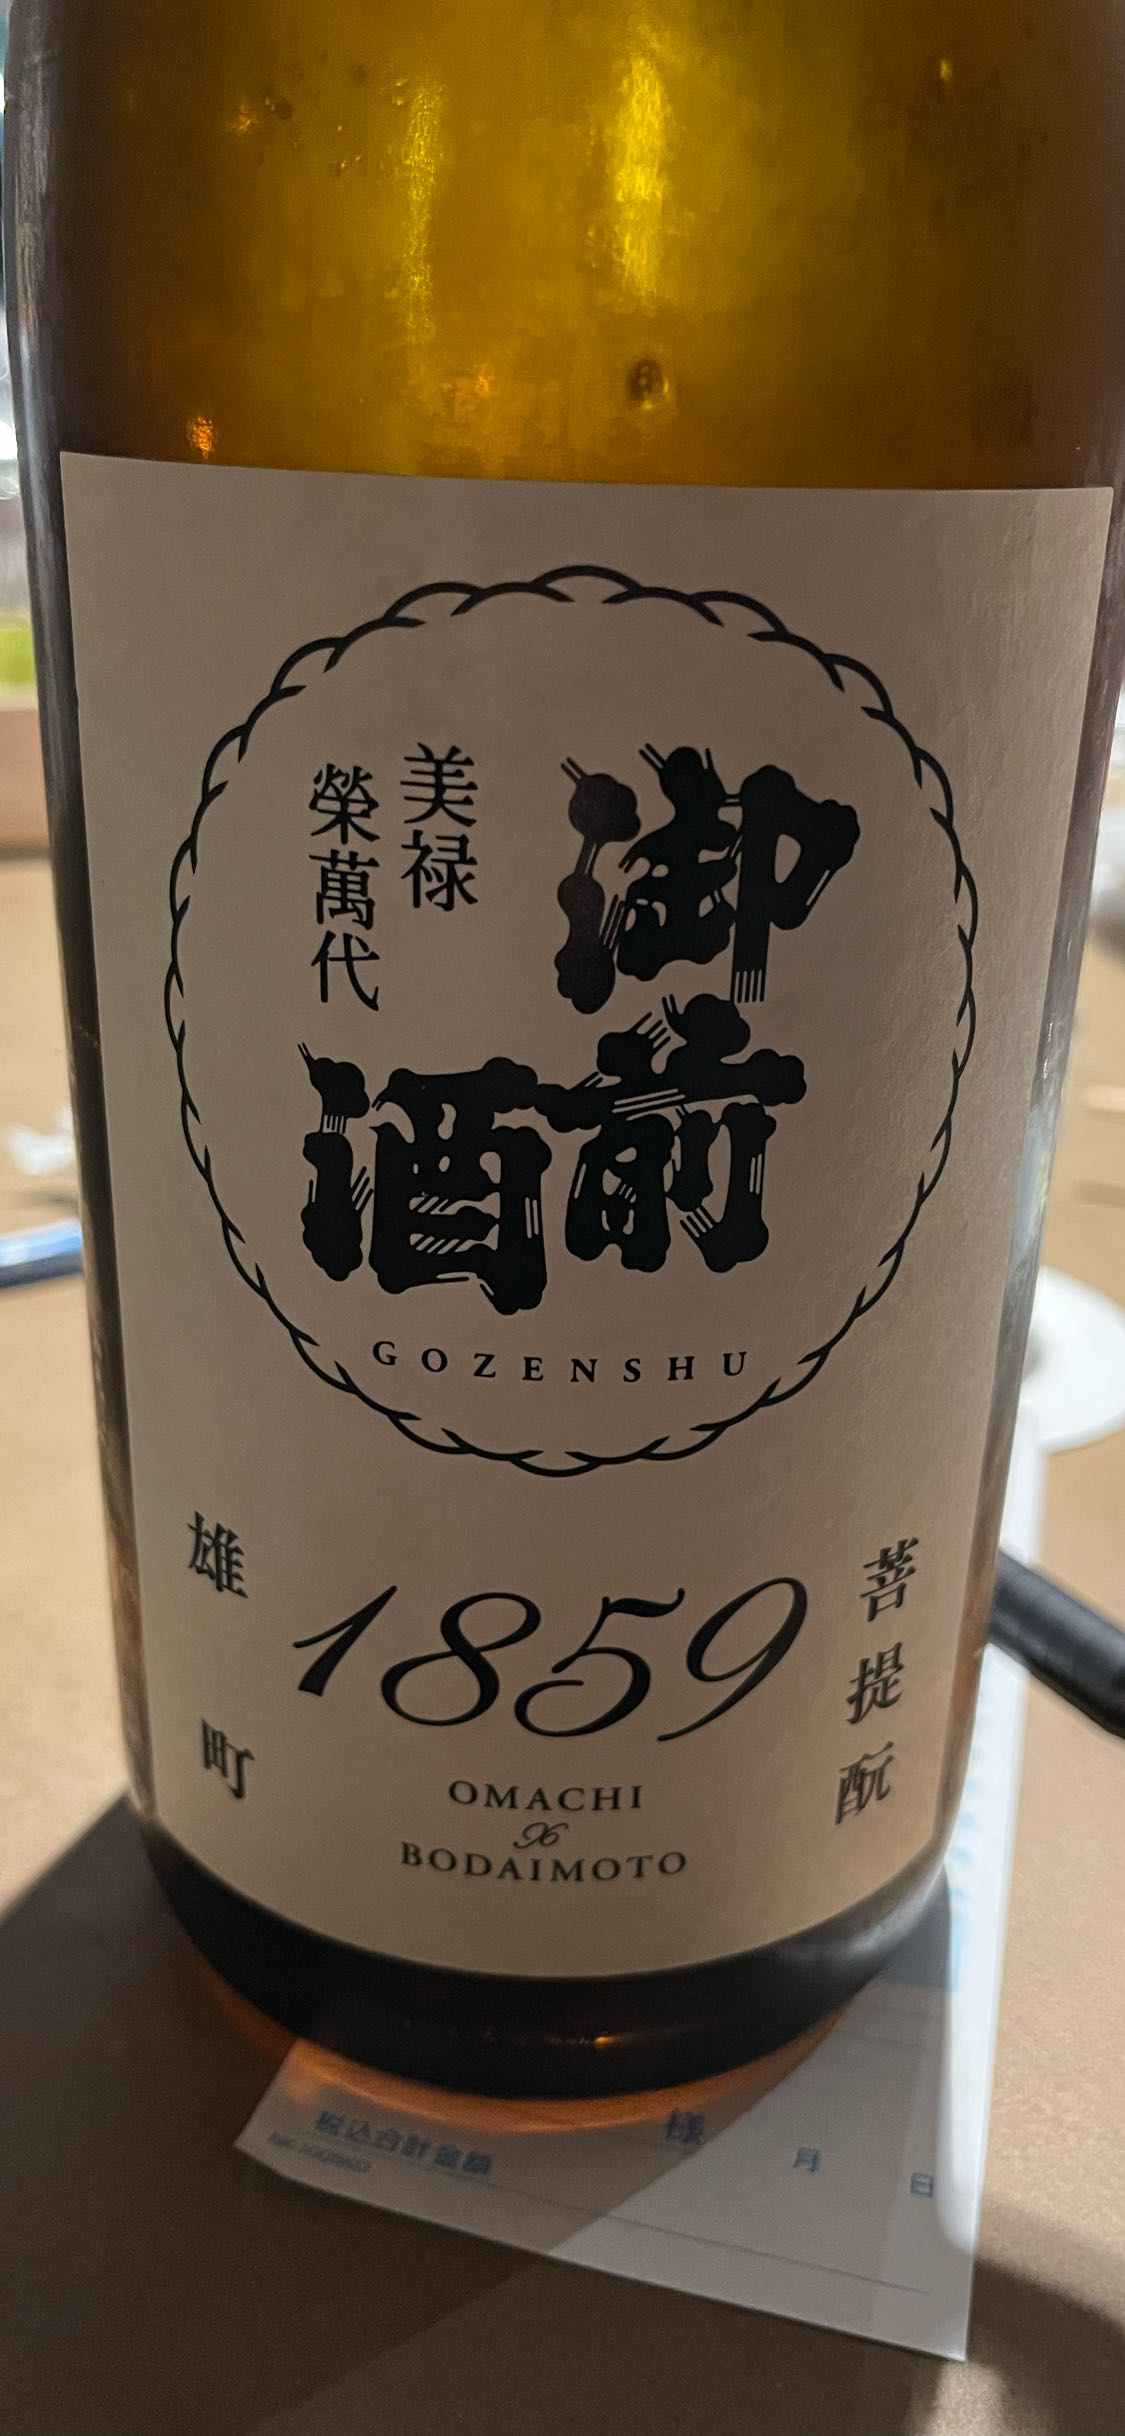 御前酒
美禄
榮萬代
GOZENSHU
菩提酛
1859
雄町
OMACHI
×
BODAIMOTO
様
月
日
税込合計金額